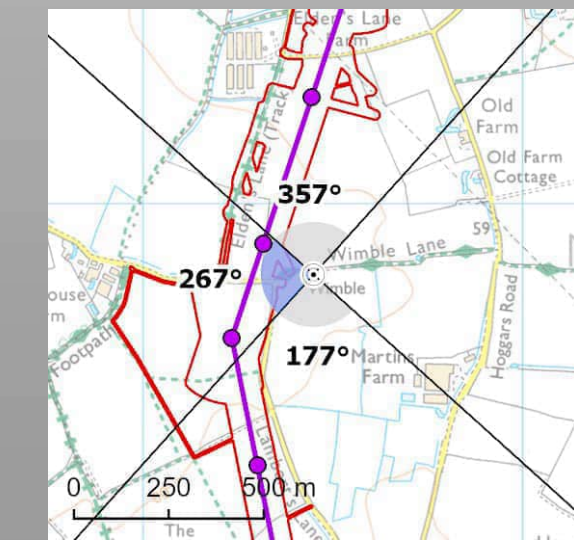 Elden's Lane
Farm
Elden's Lane (Track
Old
Farm
Old Farm
Cottage
357°
59
Wimble Lane
267°
Wimble
ouse
rm
Hoggars Road
177°
Martins
Farm
Footpath
Lambert's Lane
0 250 500 m
The